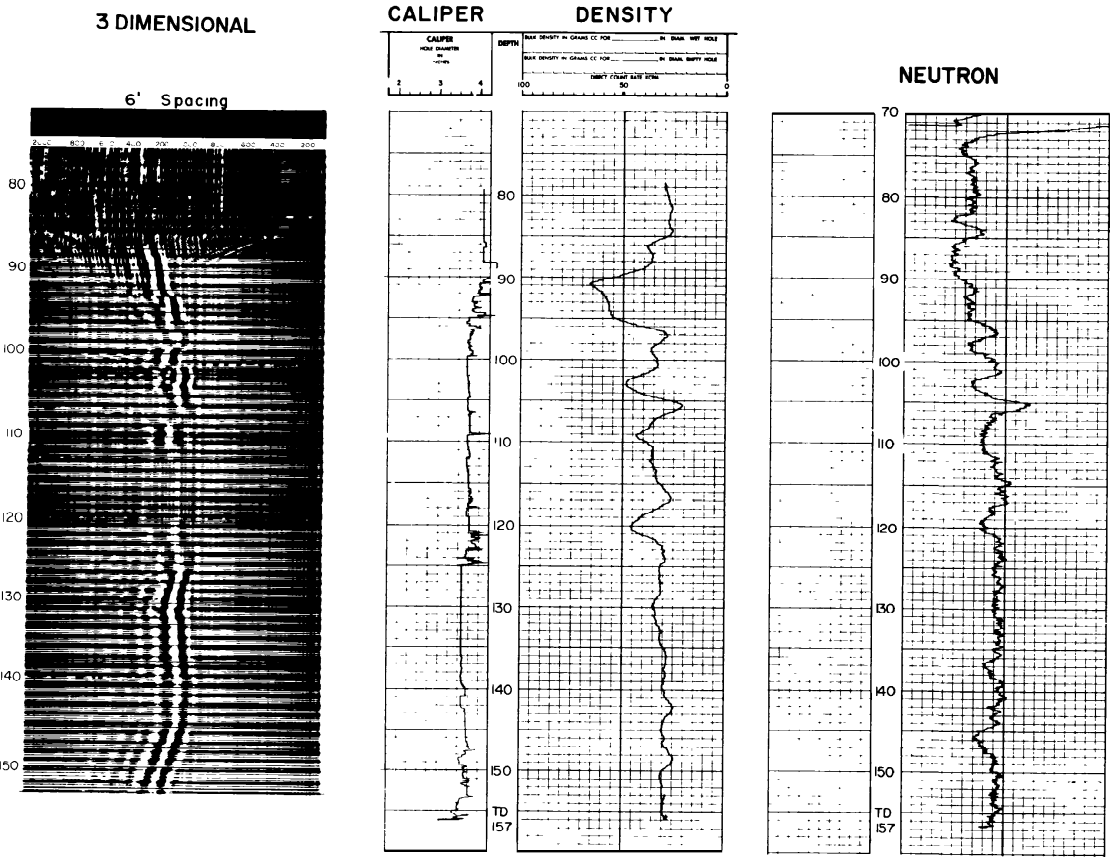 3 DIMENSIONAL
6' Spacing
80
90
100
110
120
130
140
150
CALIPER
CALIPER
HOLE DIAMETER
IN
2 3 4
DEPTH
80
90
100
110
120
130
140
150
TD
157
DENSITY
BULK DENSITY IN GRAMS CC FOR IN DIAM. WET HOLE
BULK DENSITY IN GRAMS CC FOR IN DIAM. EMPTY HOLE
100 50 0
NEUTRON
70
80
90
100
110
120
130
140
150
TD
157